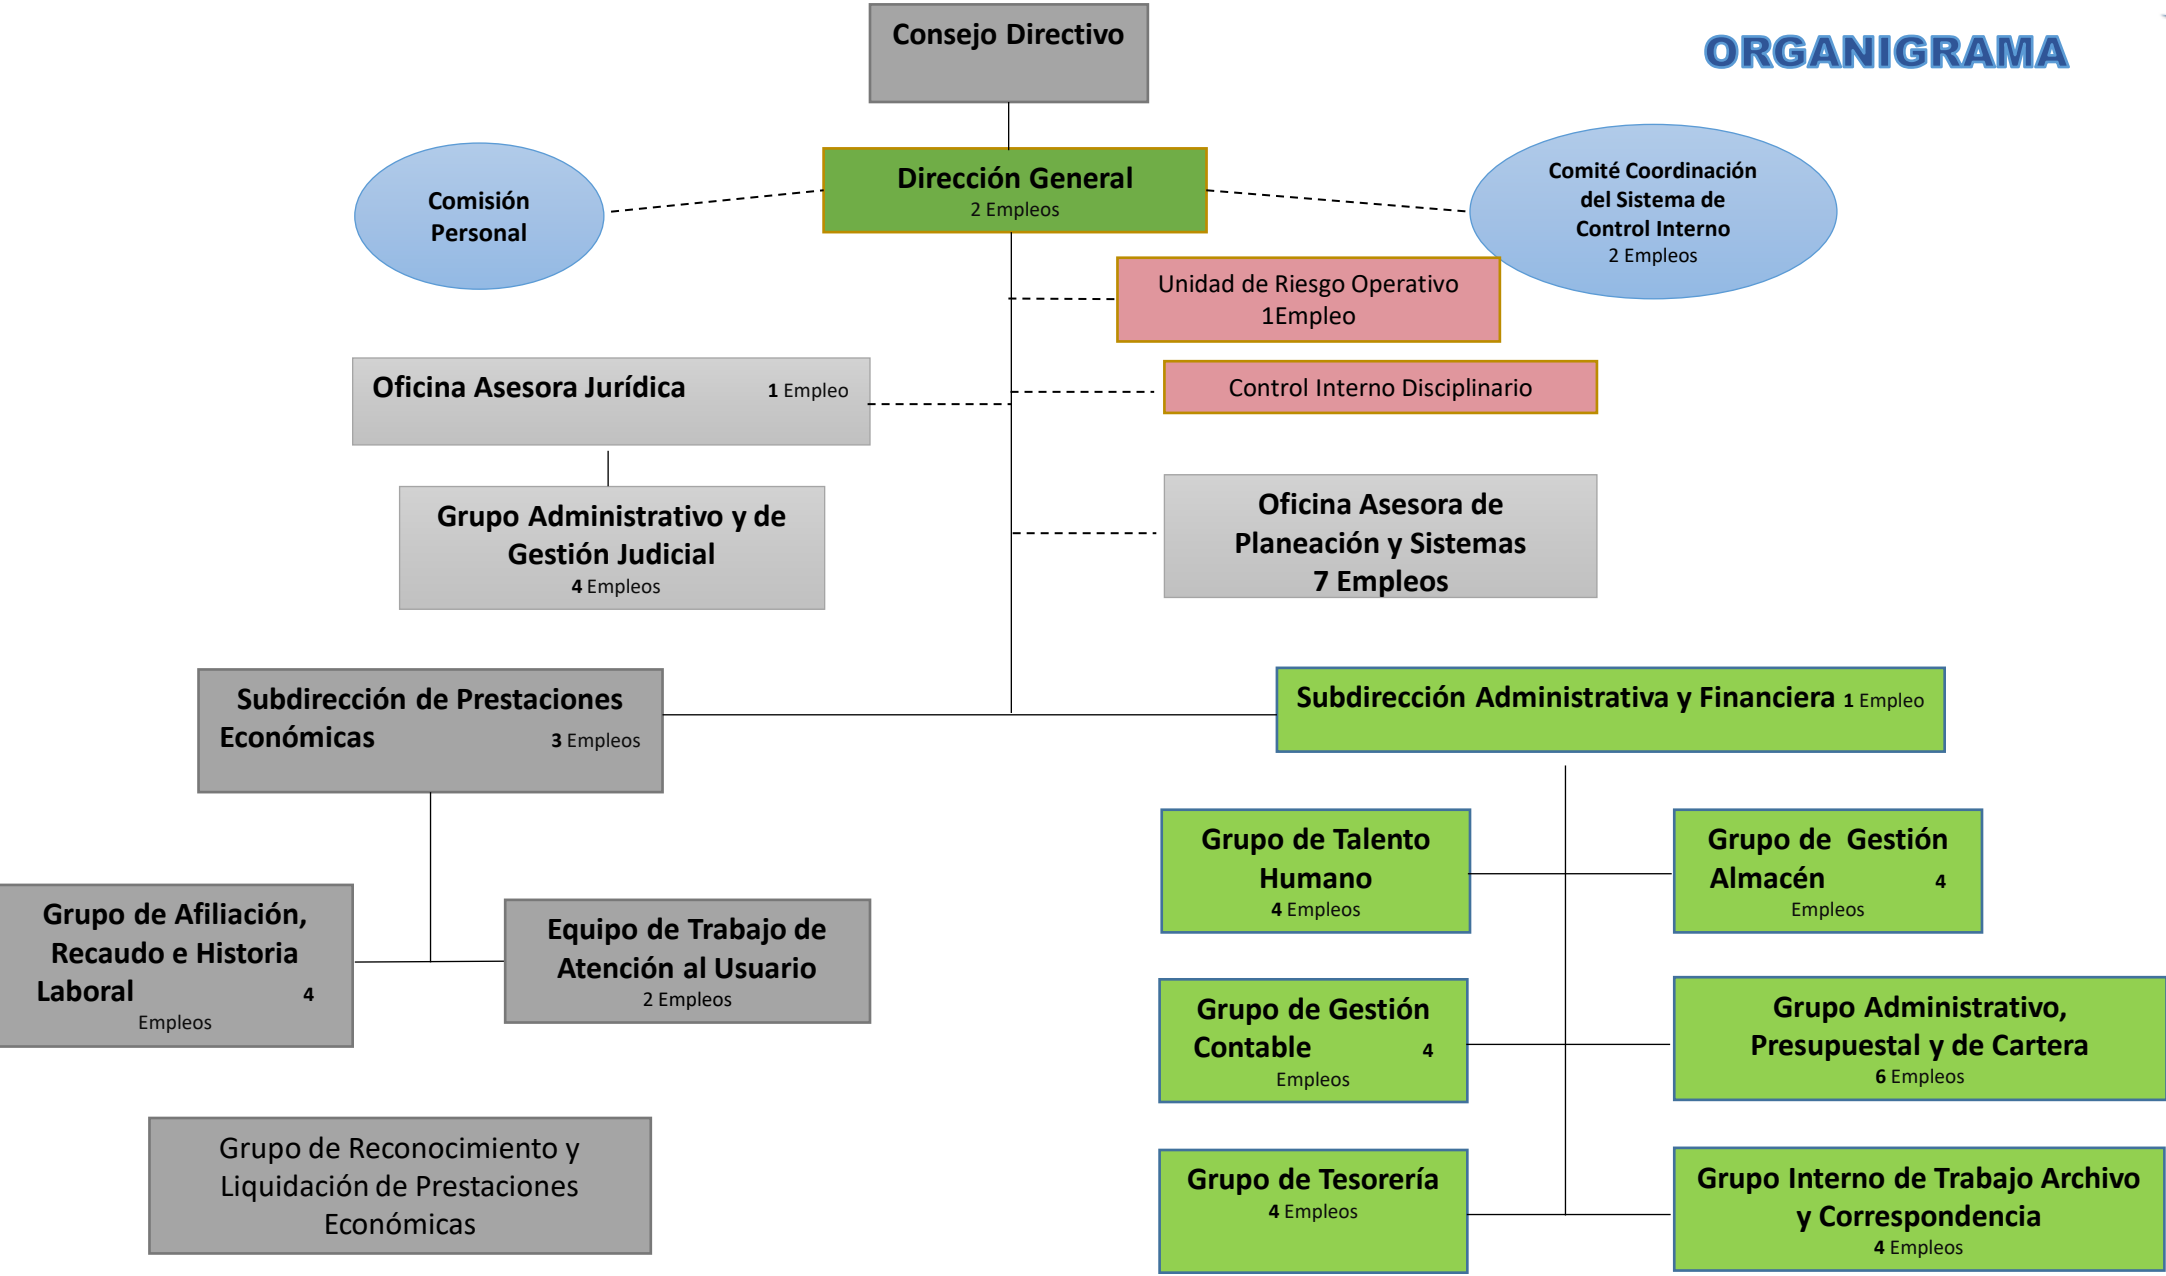 Consejo Directivo
ORGANIGRAMA
Dirección General
2 Empleos
Comisión
Personal
Comité Coordinación
del Sistema de
Control Interno
2 Empleos
Unidad de Riesgo Operativo
1Empleo
Oficina Asesora Jurídica 1 Empleo
Control Interno Disciplinario
Grupo Administrativo y de
Gestión Judicial
4 Empleos
Oficina Asesora de
Planeación y Sistemas
7 Empleos
Subdirección de Prestaciones
Económicas 3 Empleos
Subdirección Administrativa y Financiera 1 Empleo
Grupo de Afiliación,
Recaudo e Historia
Laboral 4
Empleos
Equipo de Trabajo de
Atención al Usuario
2 Empleos
Grupo de Reconocimiento y
Liquidación de Prestaciones
Económicas
Grupo de Talento
Humano
4 Empleos
Grupo de Gestión
Almacén 4
Empleos
Grupo de Gestión
Contable 4
Empleos
Grupo Administrativo,
Presupuestal y de Cartera
6 Empleos
Grupo de Tesorería
4 Empleos
Grupo Interno de Trabajo Archivo
y Correspondencia
4 Empleos